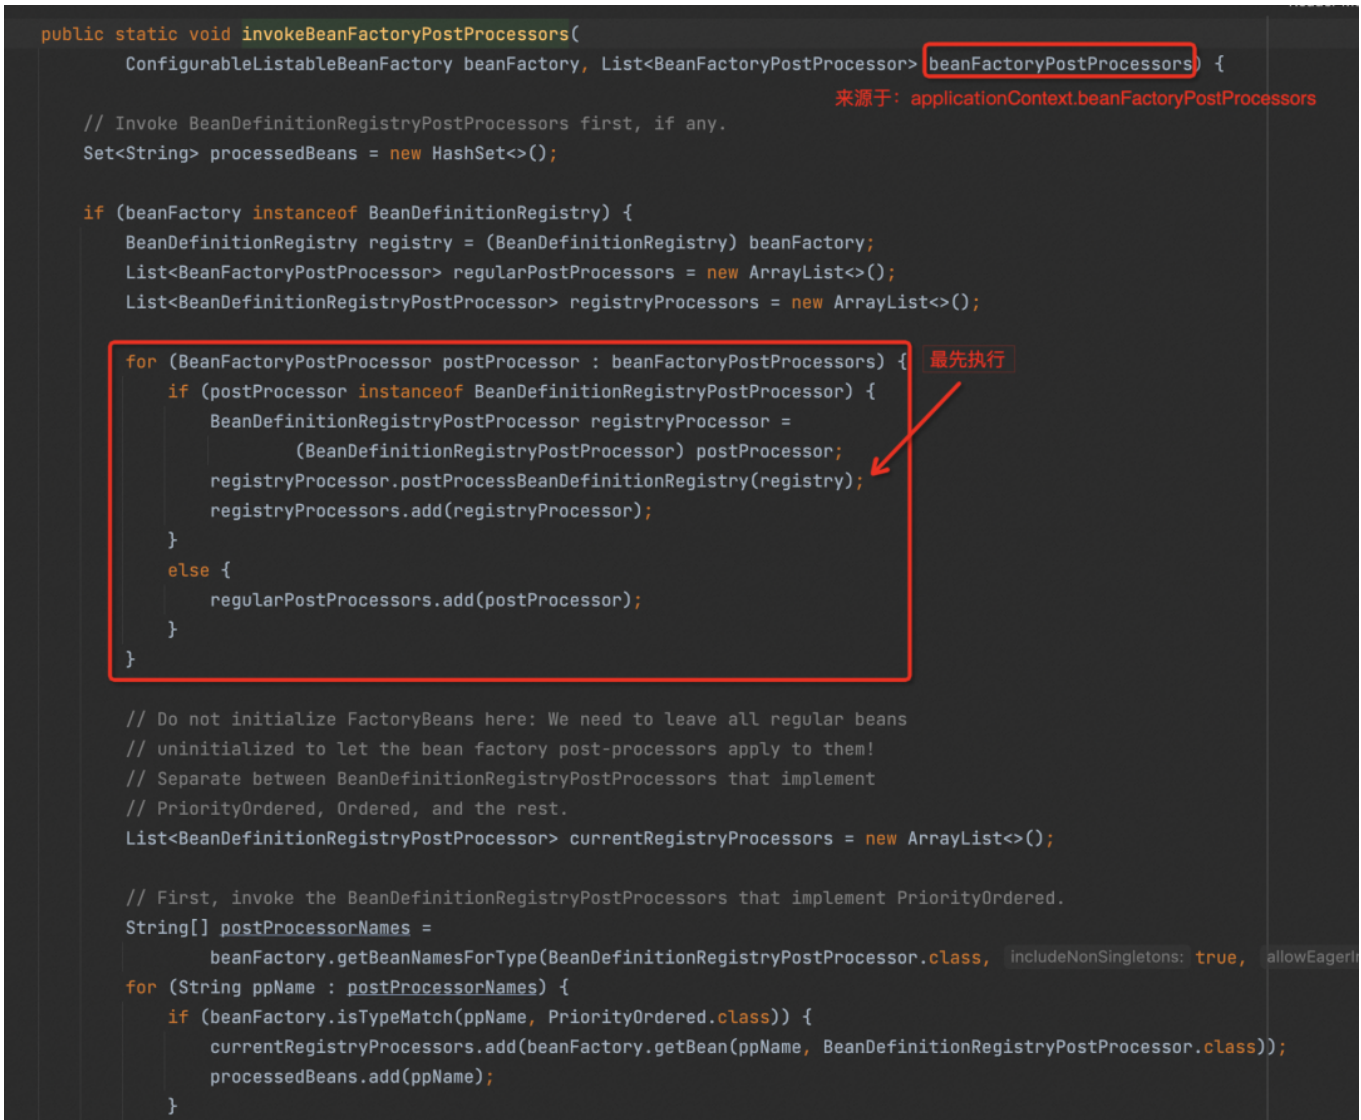 public static void invokeBeanFactoryPostProcessors(
ConfigurableListableBeanFactory beanFactory, List<BeanFactoryPostProcessor> beanFactoryPostProcessors) {
来源于：applicationContext.beanFactoryPostProcessors
// Invoke BeanDefinitionRegistryPostProcessors first, if any.
Set<String> processedBeans = new HashSet<>();
if (beanFactory instanceof BeanDefinitionRegistry) {
BeanDefinitionRegistry registry = (BeanDefinitionRegistry) beanFactory;
List<BeanFactoryPostProcessor> regularPostProcessors = new ArrayList<>();
List<BeanDefinitionRegistryPostProcessor> registryProcessors = new ArrayList<>();
for (BeanFactoryPostProcessor postProcessor : beanFactoryPostProcessors) { 最先执行
if (postProcessor instanceof BeanDefinitionRegistryPostProcessor) {
BeanDefinitionRegistryPostProcessor registryProcessor =
(BeanDefinitionRegistryPostProcessor) postProcessor;
registryProcessor.postProcessBeanDefinitionRegistry(registry);
registryProcessors.add(registryProcessor);
}
else {
regularPostProcessors.add(postProcessor);
}
}
// Do not initialize FactoryBeans here: We need to leave all regular beans
// uninitialized to let the bean factory post-processors apply to them!
// Separate between BeanDefinitionRegistryPostProcessors that implement
// PriorityOrdered, Ordered, and the rest.
List<BeanDefinitionRegistryPostProcessor> currentRegistryProcessors = new ArrayList<>();
// First, invoke the BeanDefinitionRegistryPostProcessors that implement PriorityOrdered.
String[] postProcessorNames =
beanFactory.getBeanNamesForType(BeanDefinitionRegistryPostProcessor.class, includeNonSingletons: true, allowEagerIn
for (String ppName : postProcessorNames) {
if (beanFactory.isTypeMatch(ppName, PriorityOrdered.class)) {
currentRegistryProcessors.add(beanFactory.getBean(ppName, BeanDefinitionRegistryPostProcessor.class));
processedBeans.add(ppName);
}